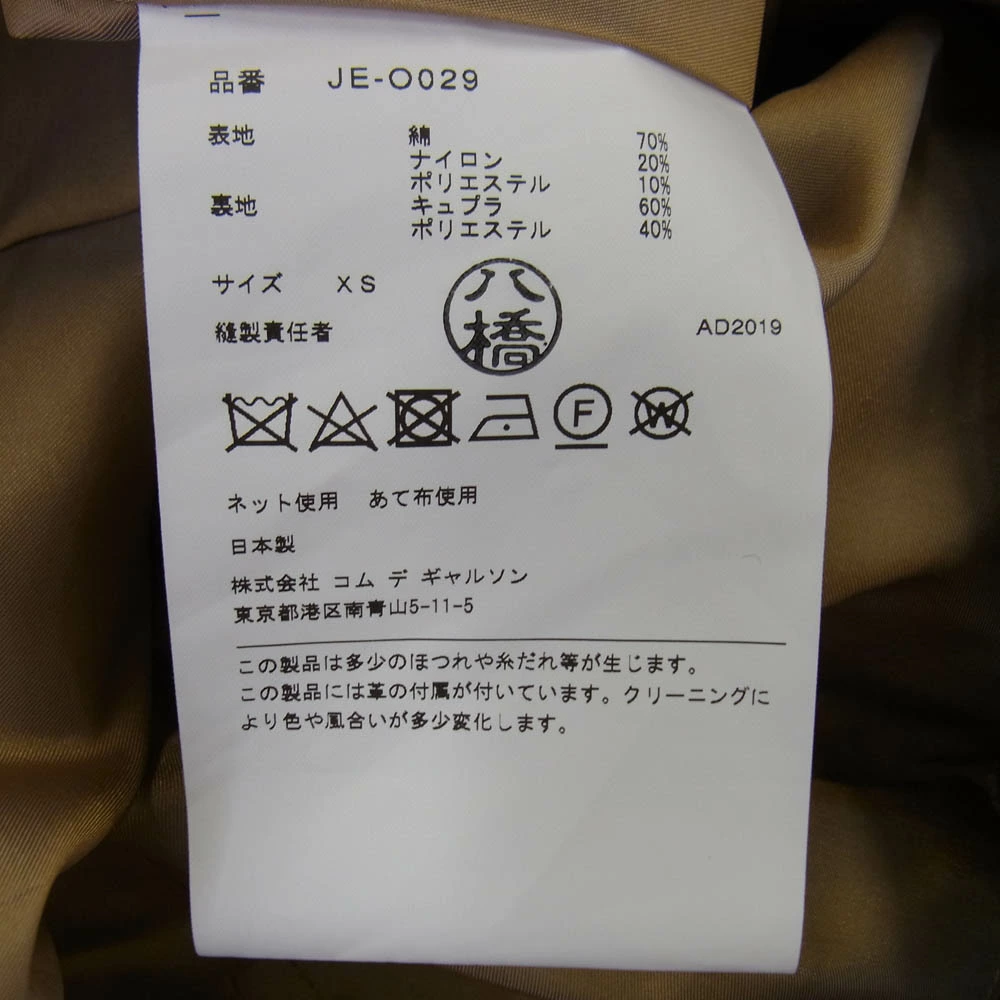 品番 JE-O029
表地 綿 70%
ナイロン 20%
ポリエステル 10%
裏地 キュプラ 60%
ポリエステル 40%
サイズ XS
八橋
縫製責任者 AD2019
F W
ネット使用 あて布使用
日本製
株式会社 コム デ ギャルソン
東京都港区南青山5-11-5
この製品は多少のほつれや糸だれ等が生じます。
この製品には革の付属が付いています。クリーニングに
より色や風合いが多少変化します。